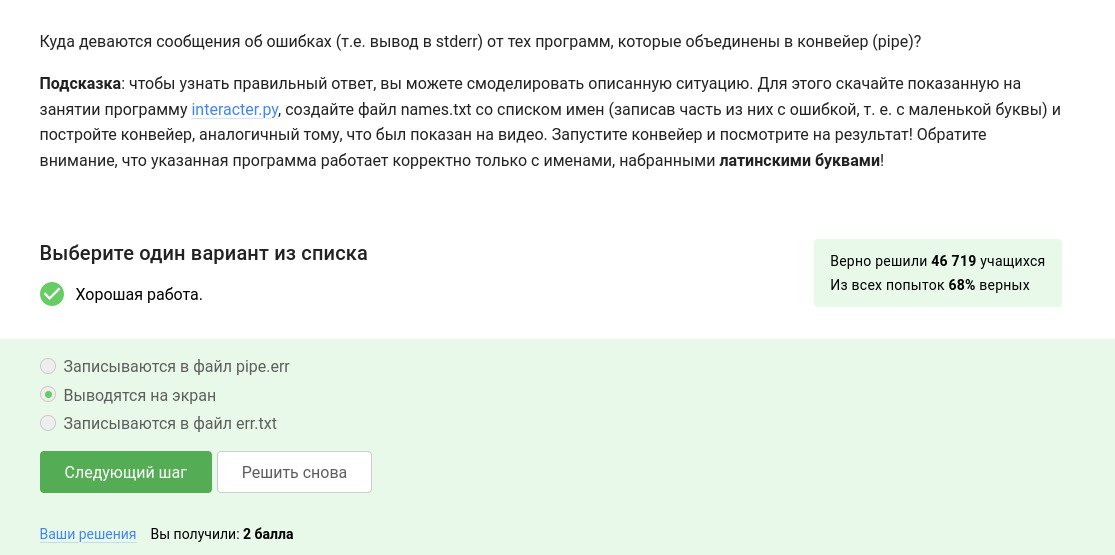 Куда деваются сообщения об ошибках (т.е. вывод в stderr) от тех программ, которые объединены в конвейер (pipe)?
Подсказка: чтобы узнать правильный ответ, вы можете смоделировать описанную ситуацию. Для этого скачайте показанную на
занятии программу interacter.py, создайте файл names.txt со списком имен (записав часть из них с ошибкой, т. е. с маленькой буквы) и
постройте конвейер, аналогичный тому, что был показан на видео. Запустите конвейер и посмотрите на результат! Обратите
внимание, что указанная программа работает корректно только с именами, набранными латинскими буквами!
Выберите один вариант из списка
Верно решили 46 719 учащихся
Из всех попыток 68% верных
Хорошая работа.
Записываются в файл pipe.err
Выводятся на экран
Записываются в файл err.txt
Следующий шаг Решить снова
Ваши решения Вы получили: 2 балла